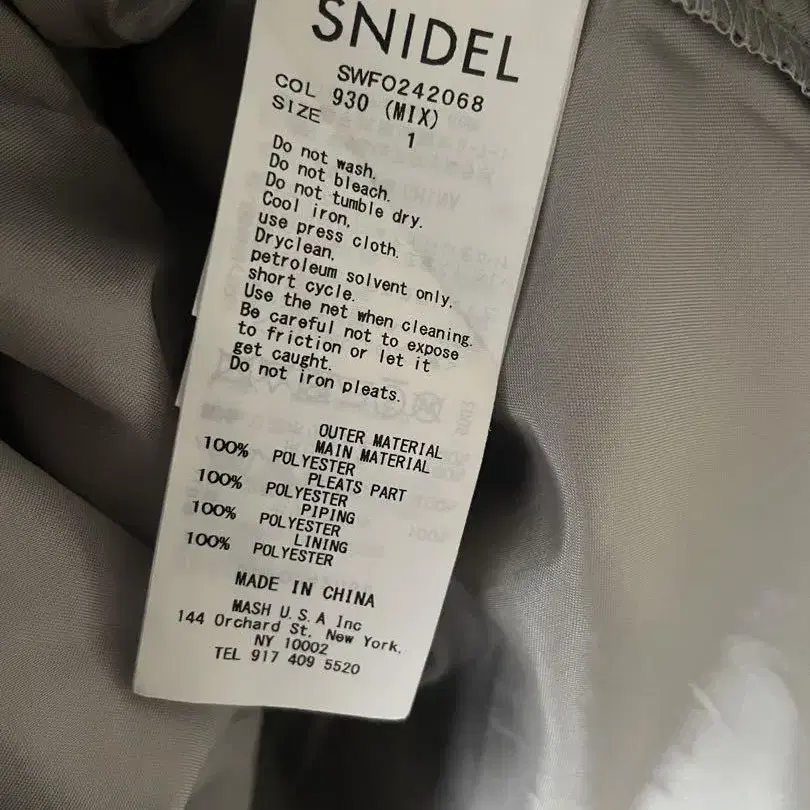 SNIDEL
SWFO242068
COL 930 (MIX)
SIZE 1
Do not wash.
Do not bleach.
Do not tumble dry.
Cool iron,
use press cloth.
Dryclean,
petroleum solvent only,
short cycle.
Use the net when cleaning.
Be careful not to expose
to friction or let it
get caught.
Do not iron pleats.
OUTER MATERIAL
MAIN MATERIAL
100% POLYESTER
PLEATS PART
100% POLYESTER
PIPING
100% POLYESTER
LINING
100% POLYESTER
MADE IN CHINA
MASH U.S.A Inc
144 Orchard St. New York,
NY 10002
TEL 917 409 5520